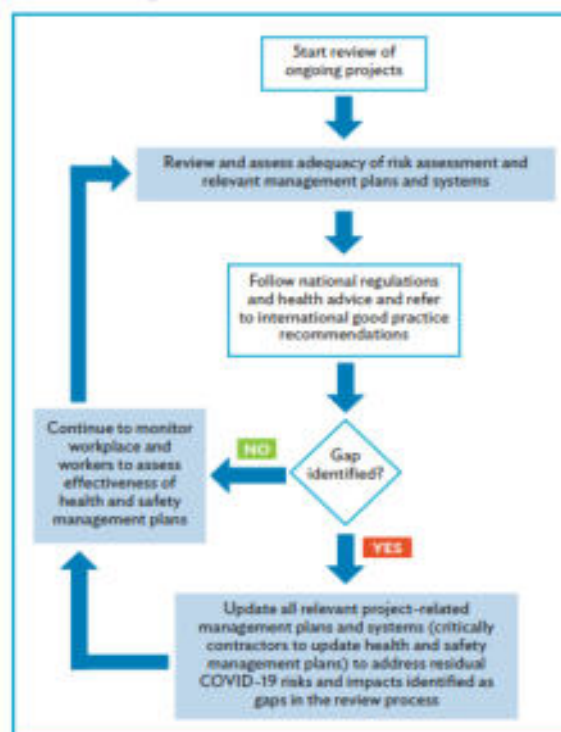 Start review of
ongoing projects
Review and assess adequacy of risk assessment and
relevant management plans and systems
Follow national regulations
and health advice and refer
to international good practice
recommendations
Continue to monitor
workplace and
workers to assess
effectiveness of
health and safety
management plans
NO
Gap
identified?
YES
Update all relevant project-related
management plans and systems (critically
contractors to update health and safety
management plans) to address residual
COVID-19 risks and impacts identified as
gaps in the review process